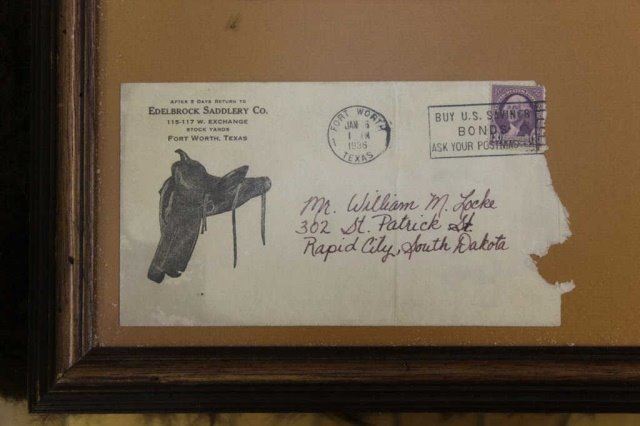 AFTER 5 DAYS RETURN TO
EDELBROCK SADDLERY CO.
115-117 W. EXCHANGE
STOCK YARDS
FORT WORTH, TEXAS
FORT WORTH
JAN
1936
TEXAS
BUY U.S. SAVINGS
BONDS
ASK YOUR POSTMASTER
Mr. William M. Locke
302 St. Patrick St.
Rapid City, South Dakota